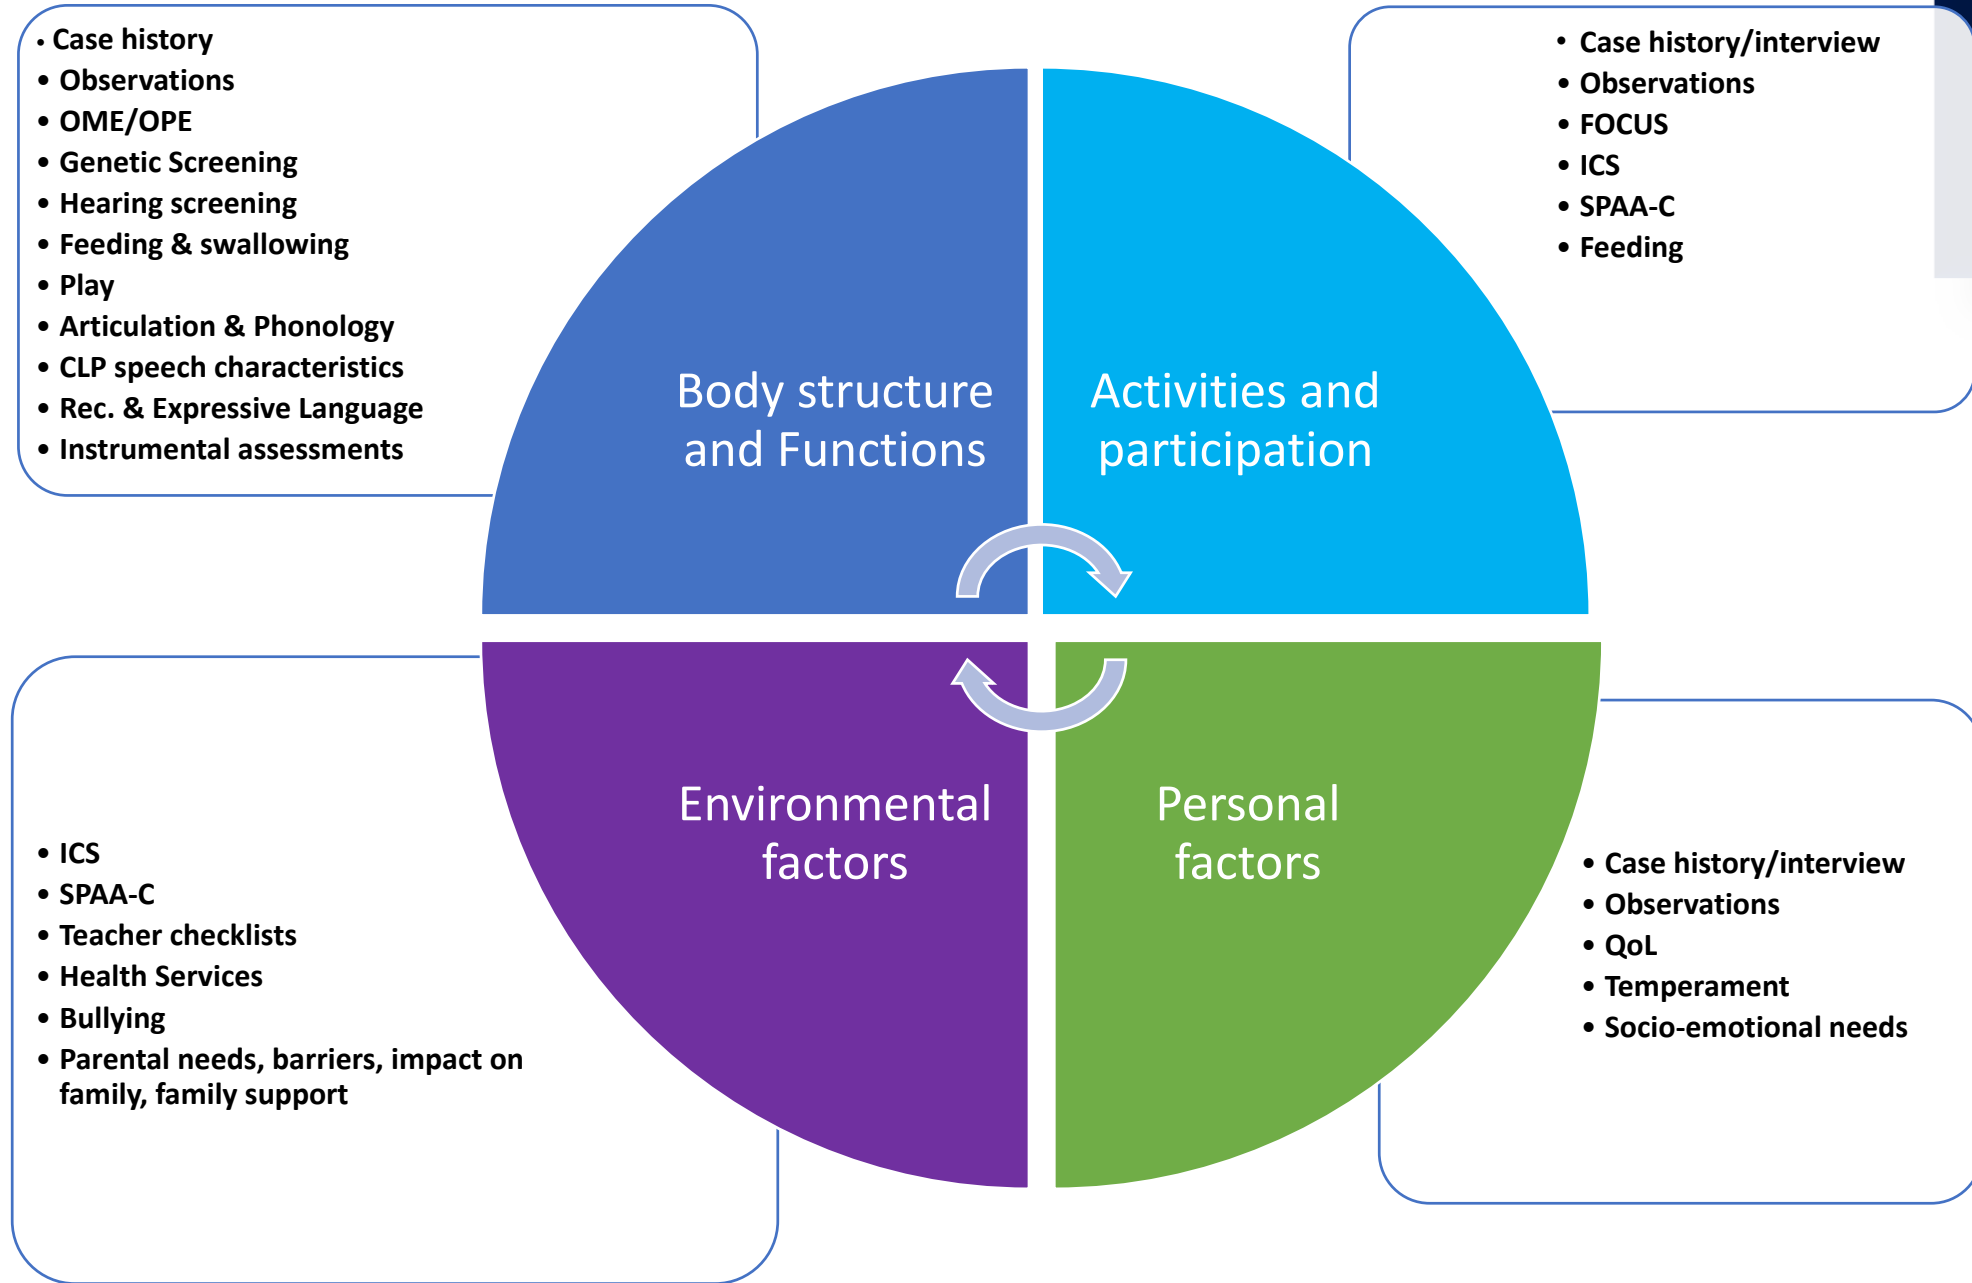 • Case history
• Observations
• OME/OPE
• Genetic Screening
• Hearing screening
• Feeding & swallowing
• Play
• Articulation & Phonology
• CLP speech characteristics
• Rec. & Expressive Language
• Instrumental assessments
Body structure
and Functions
• Case history/interview
• Observations
• FOCUS
• ICS
• SPAA-C
• Feeding
Activities and
participation
• ICS
• SPAA-C
• Teacher checklists
• Health Services
• Bullying
• Parental needs, barriers, impact on
family, family support
Environmental
factors
Personal
factors
• Case history/interview
• Observations
• QoL
• Temperament
• Socio-emotional needs